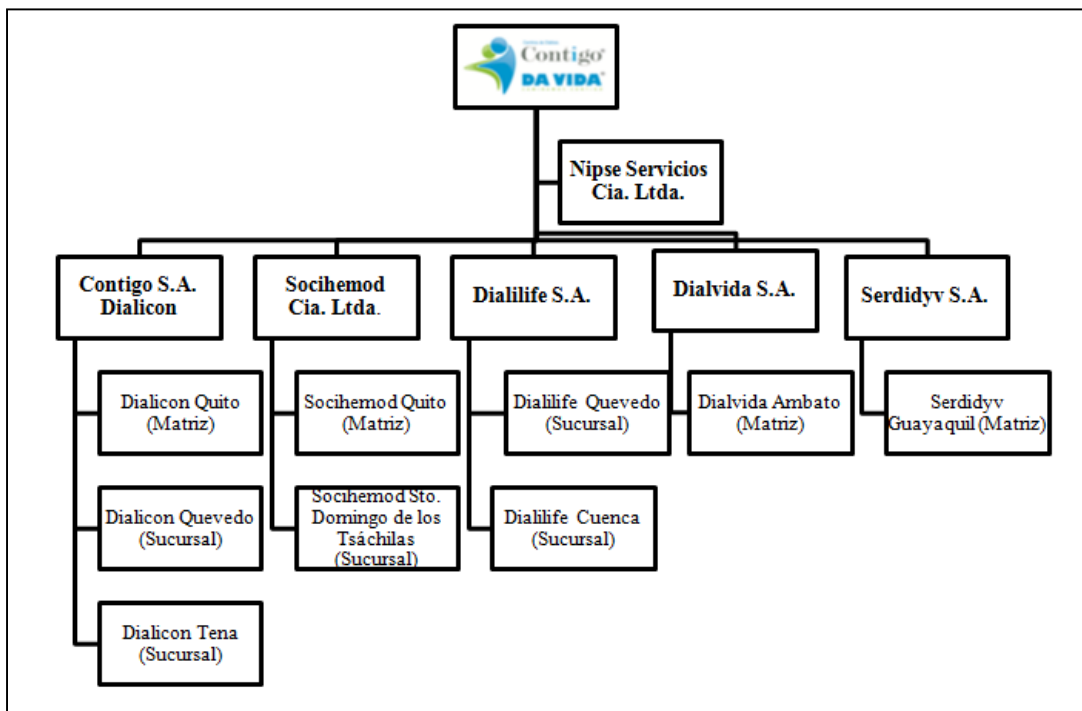 Contigo
DA VIDA
Nipse Servicios
Cia. Ltda.
Contigo S.A.
Dialicon
Socihemod
Cia. Ltda.
Dialilife S.A.
Dialvida S.A.
Serdidyv S.A.
Dialicon Quito
(Matriz)
Socihemod Quito
(Matriz)
Dialilife Quevedo
(Sucursal)
Dialvida Ambato
(Matriz)
Serdidyv
Guayaquil (Matriz)
Dialicon Quevedo
(Sucursal)
Socihemod Sto.
Domingo de los
Tsáchilas
(Sucursal)
Dialilife Cuenca
(Sucursal)
Dialicon Tena
(Sucursal)